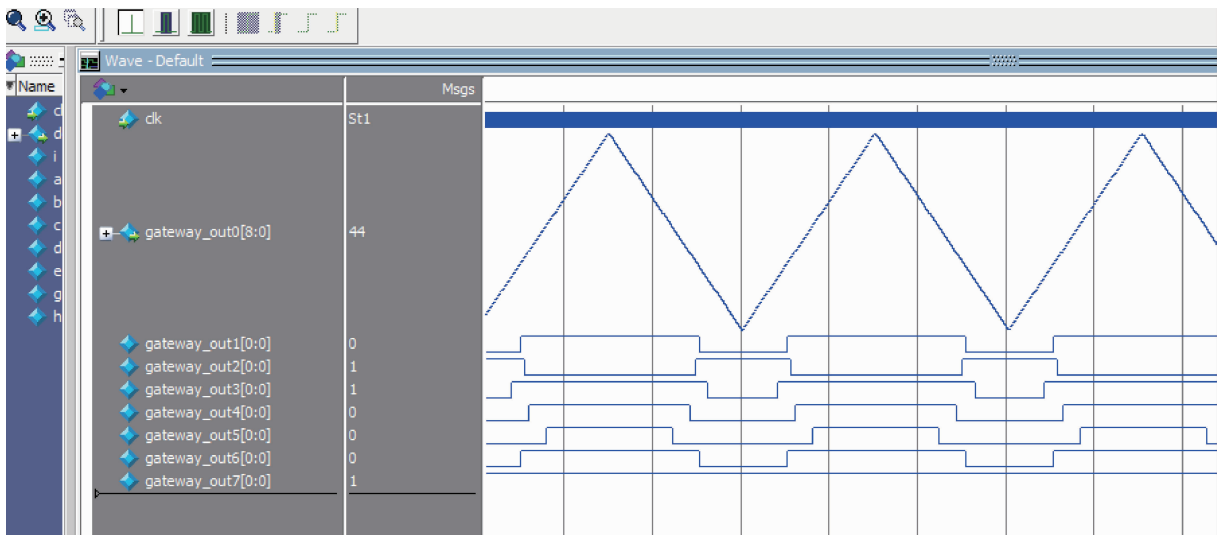 Wave - Default
Name
Msgs
d
clk St1
d
i
a
b
c
gateway_out0[8:0] 44
d
e
g
h
gateway_out1[0:0] 0
gateway_out2[0:0] 1
gateway_out3[0:0] 1
gateway_out4[0:0] 0
gateway_out5[0:0] 0
gateway_out6[0:0] 0
gateway_out7[0:0] 1